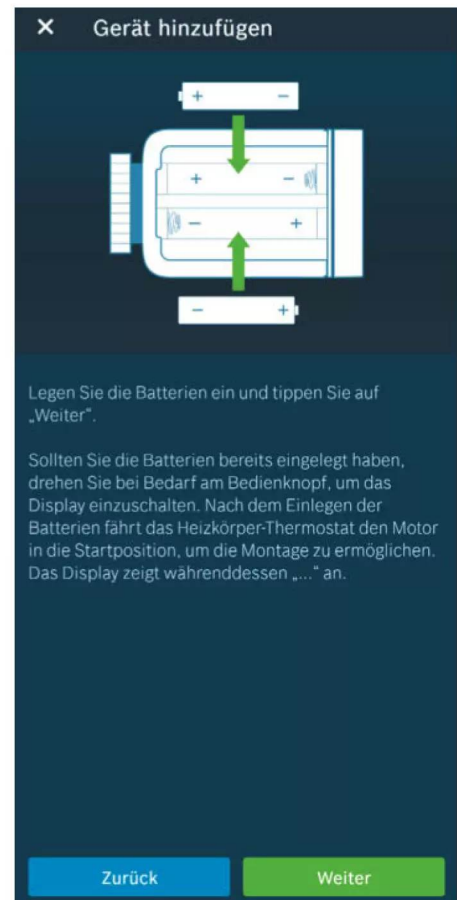 × Gerät hinzufügen
+ −
+ −
− +
− +
Legen Sie die Batterien ein und tippen Sie auf
„Weiter“.
Sollten Sie die Batterien bereits eingelegt haben,
drehen Sie bei Bedarf am Bedienknopf, um das
Display einzuschalten. Nach dem Einlegen der
Batterien fährt das Heizkörper-Thermostat den Motor
in die Startposition, um die Montage zu ermöglichen.
Das Display zeigt währenddessen „...“ an.
Zurück Weiter